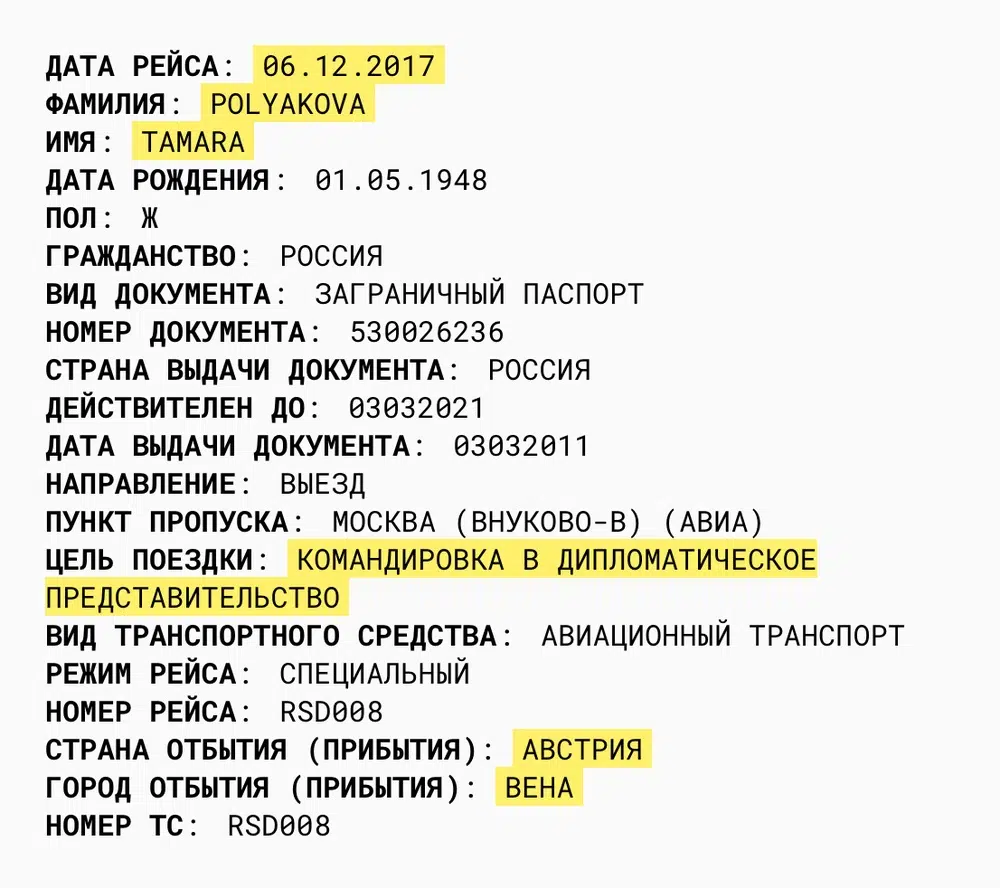 ДАТА РЕЙСА: 06.12.2017
ФАМИЛИЯ: POLYAKOVA
ИМЯ: TAMARA
ДАТА РОЖДЕНИЯ: 01.05.1948
ПОЛ: Ж
ГРАЖДАНСТВО: РОССИЯ
ВИД ДОКУМЕНТА: ЗАГРАНИЧНЫЙ ПАСПОРТ
НОМЕР ДОКУМЕНТА: 530026236
СТРАНА ВЫДАЧИ ДОКУМЕНТА: РОССИЯ
ДЕЙСТВИТЕЛЕН ДО: 03032021
ДАТА ВЫДАЧИ ДОКУМЕНТА: 03032011
НАПРАВЛЕНИЕ: ВЫЕЗД
ПУНКТ ПРОПУСКА: МОСКВА (ВНУКОВО-В) (АВИА)
ЦЕЛЬ ПОЕЗДКИ: КОМАНДИРОВКА В ДИПЛОМАТИЧЕСКОЕ
ПРЕДСТАВИТЕЛЬСТВО
ВИД ТРАНСПОРТНОГО СРЕДСТВА: АВИАЦИОННЫЙ ТРАНСПОРТ
РЕЖИМ РЕЙСА: СПЕЦИАЛЬНЫЙ
НОМЕР РЕЙСА: RSD008
СТРАНА ОТБЫТИЯ (ПРИБЫТИЯ): АВСТРИЯ
ГОРОД ОТБЫТИЯ (ПРИБЫТИЯ): ВЕНА
НОМЕР ТС: RSD008